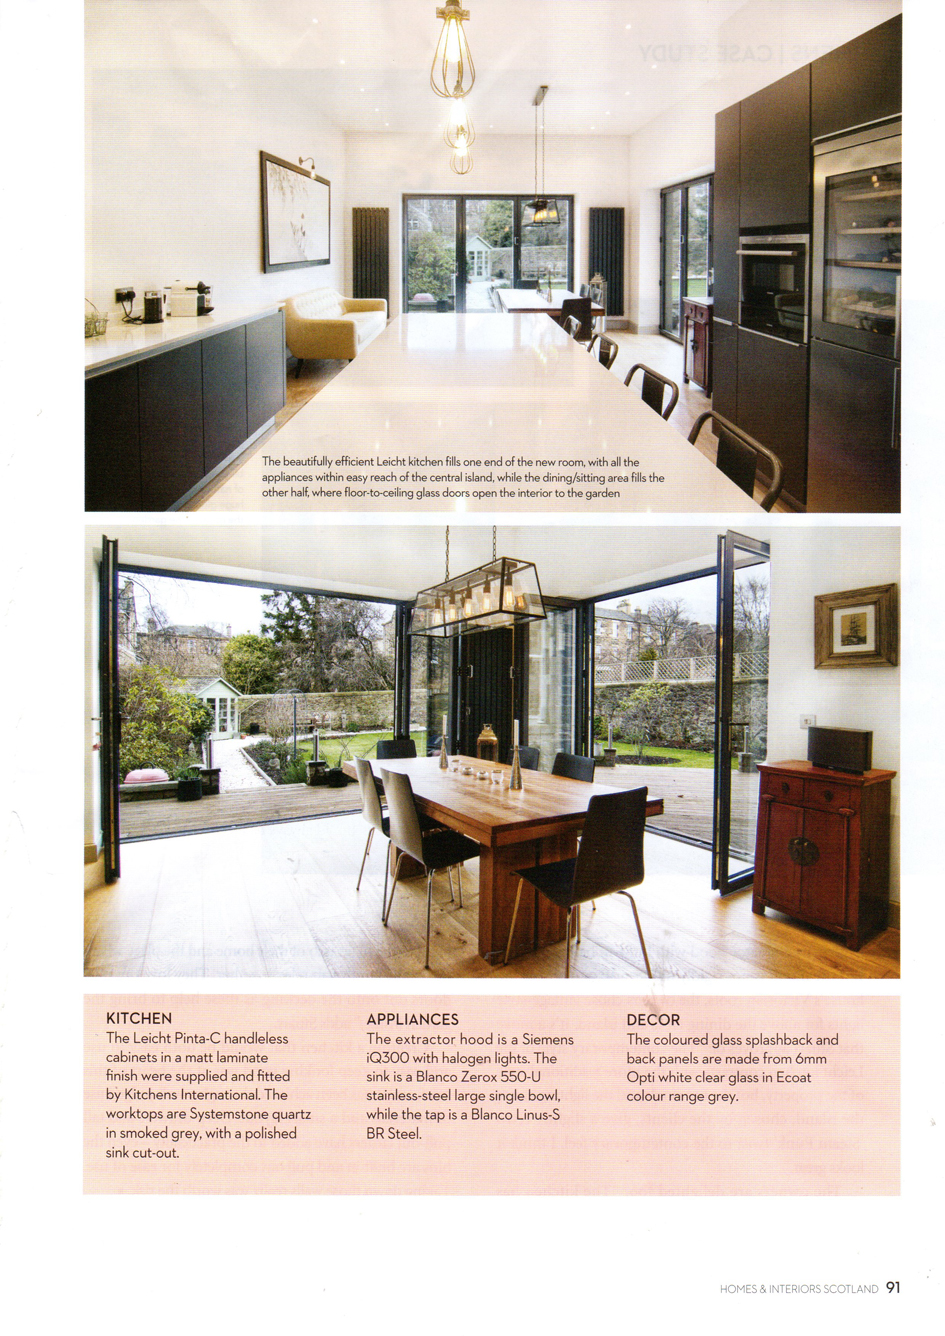 The beautifully efficient Leicht kitchen fills one end of the new room, with all the
appliances within easy reach of the central island, while the dining/sitting area fills the
other half, where floor-to-ceiling glass doors open the interior to the garden
KITCHEN
The Leicht Pinta-C handleless
cabinets in a matt laminate
finish were supplied and fitted
by Kitchens International. The
worktops are Systemstone quartz
in smoked grey, with a polished
sink cut-out.
APPLIANCES
The extractor hood is a Siemens
iQ300 with halogen lights. The
sink is a Blanco Zerox 550-U
stainless-steel large single bowl,
while the tap is a Blanco Linus-S
BR Steel.
DECOR
The coloured glass splashback and
back panels are made from 6mm
Opti white clear glass in Ecoat
colour range grey.
HOMES & INTERIORS SCOTLAND 91